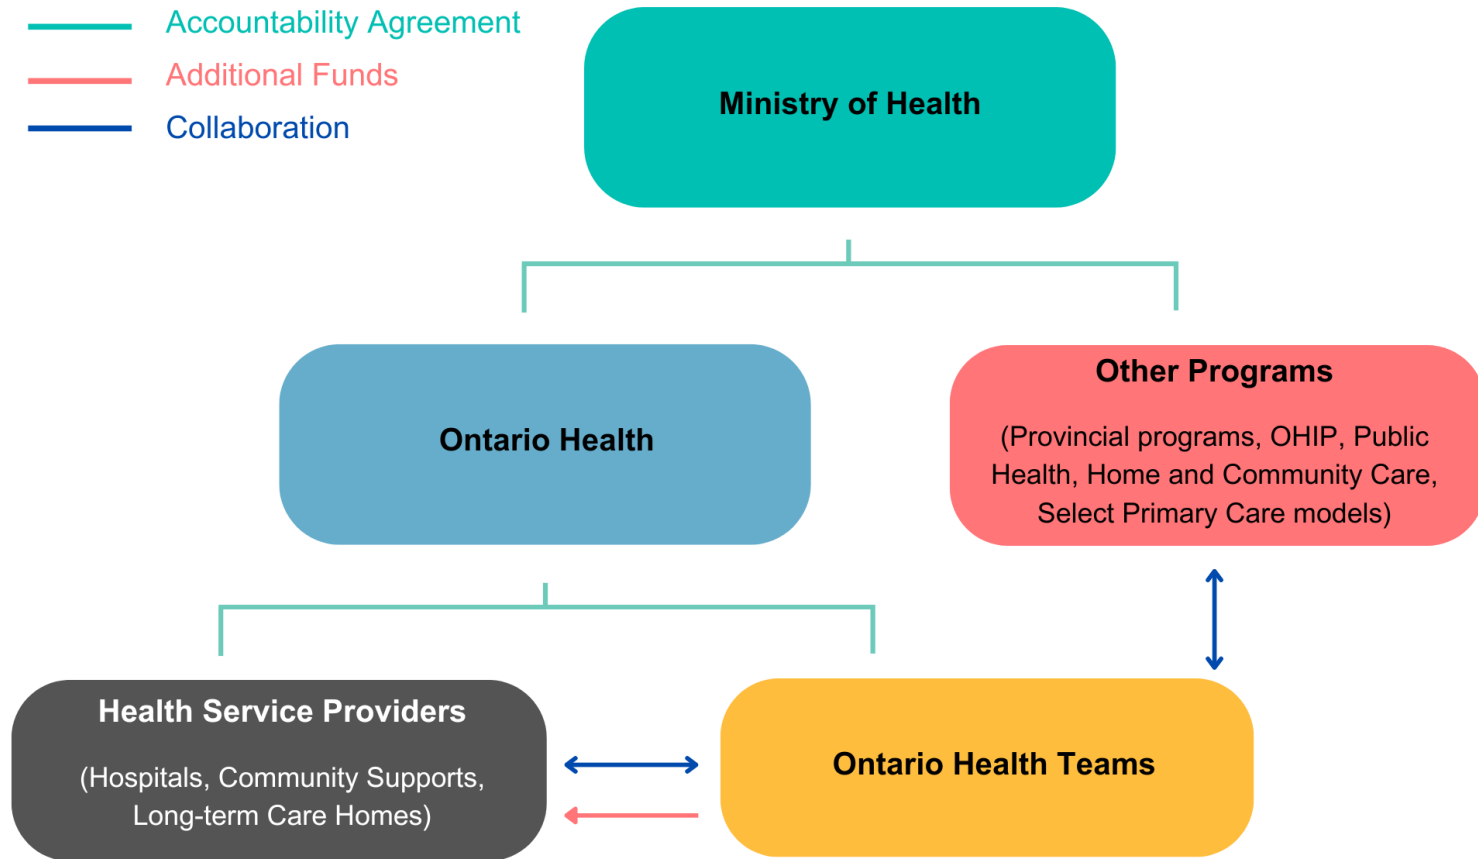 Accountability Agreement
Additional Funds
Collaboration
Ministry of Health
Ontario Health
Other Programs
(Provincial programs, OHIP, Public
Health, Home and Community Care,
Select Primary Care models)
Health Service Providers
(Hospitals, Community Supports,
Long-term Care Homes)
Ontario Health Teams